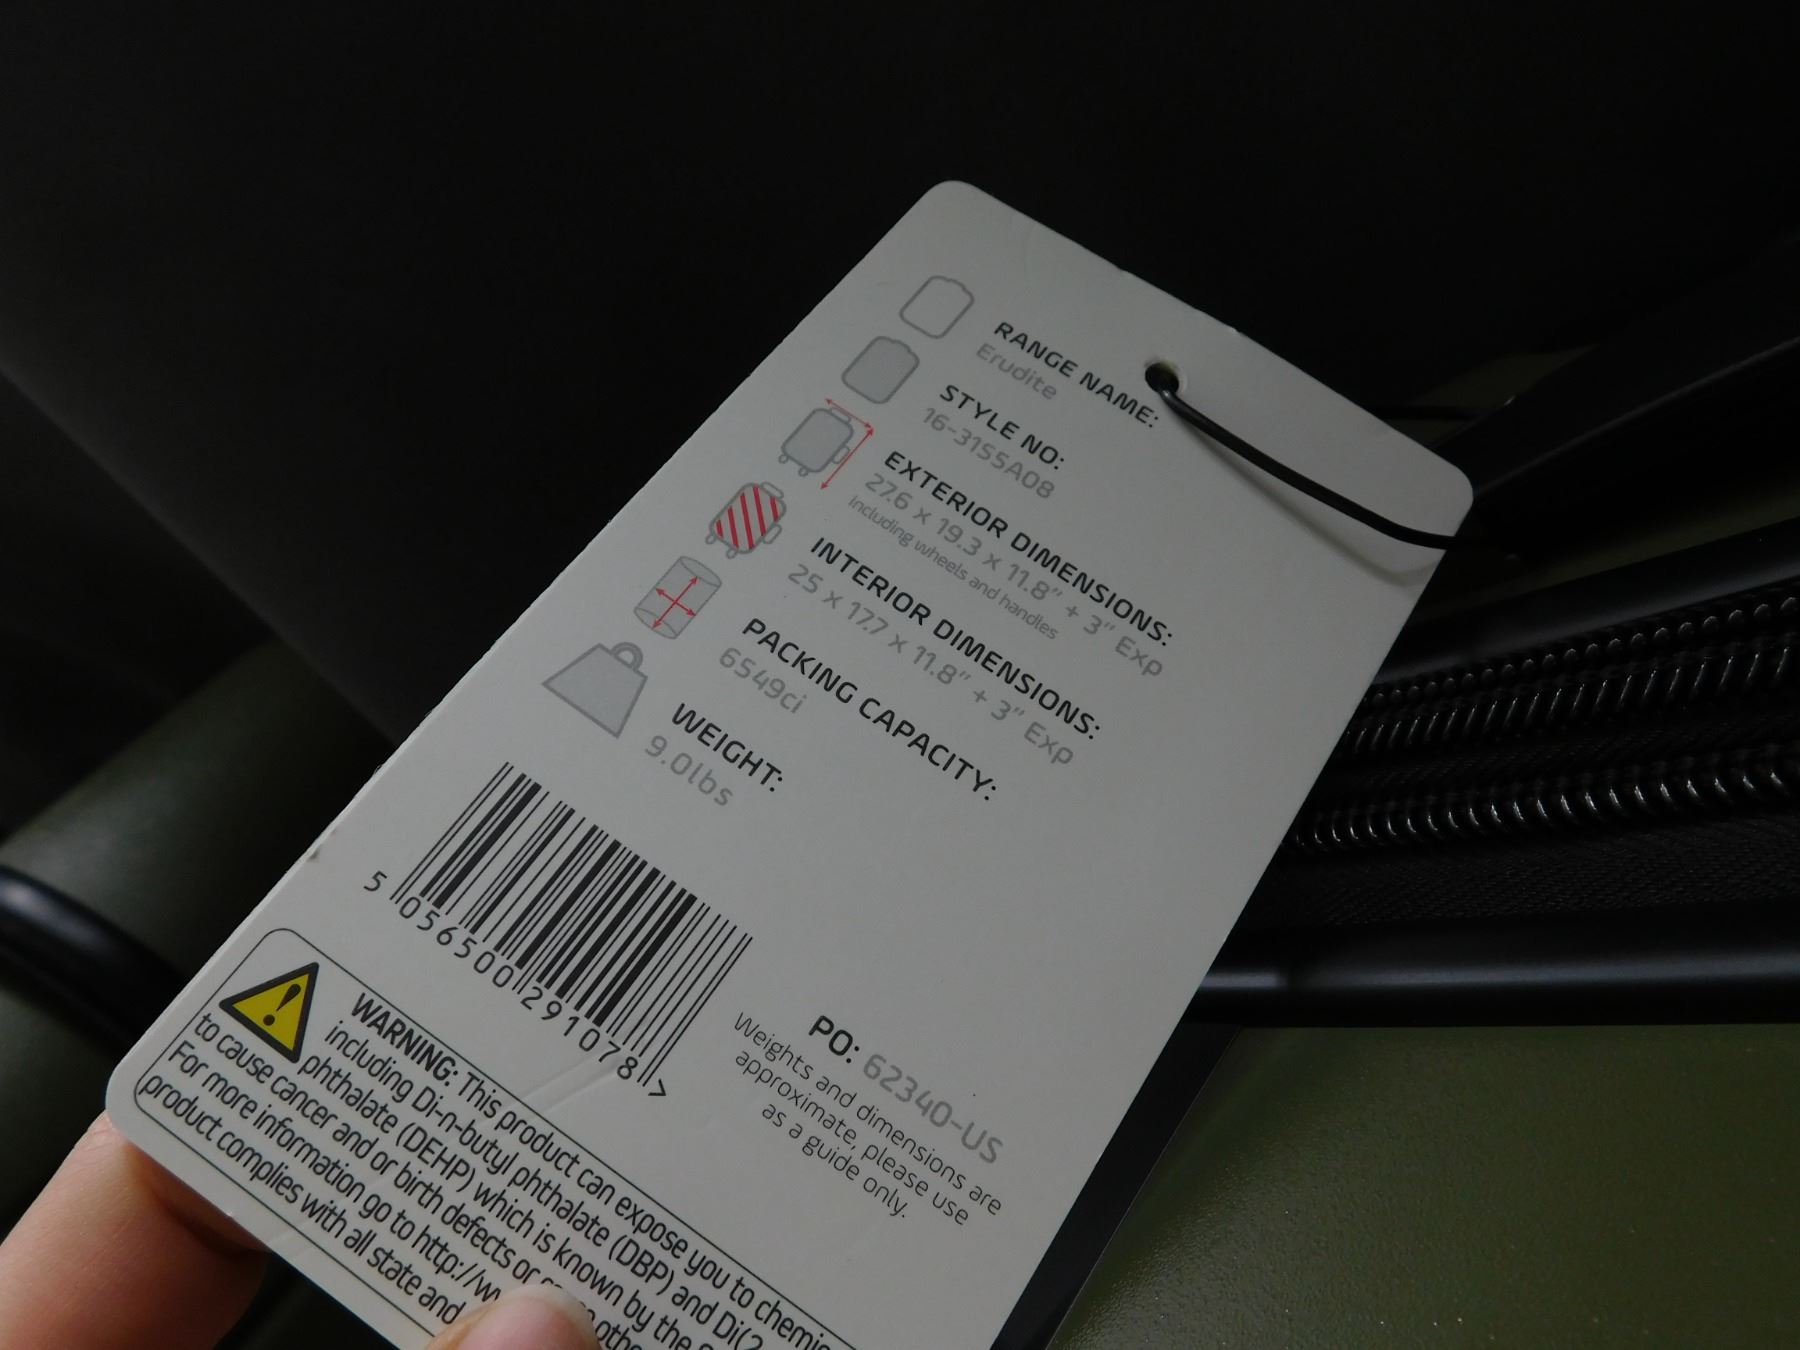 RANGE NAME:
Erudite
STYLE NO:
16-3155A08
EXTERIOR DIMENSIONS:
27.6 x 19.3 x 11.8" + 3" Exp
including wheels and handles
INTERIOR DIMENSIONS:
25 x 17.7 x 11.8" + 3" Exp
PACKING CAPACITY:
6549ci
WEIGHT:
9.0lbs
5 056500 291078 >
PO: 62340-US
Weights and dimensions are
approximate, please use
as a guide only.
WARNING: This product can expose you to chemic
including Di-n-butyl phthalate (DBP) and Di(2
phthalate (DEHP) which is known by the
to cause cancer and or birth defects or
For more information go to http://w
product complies with all state and